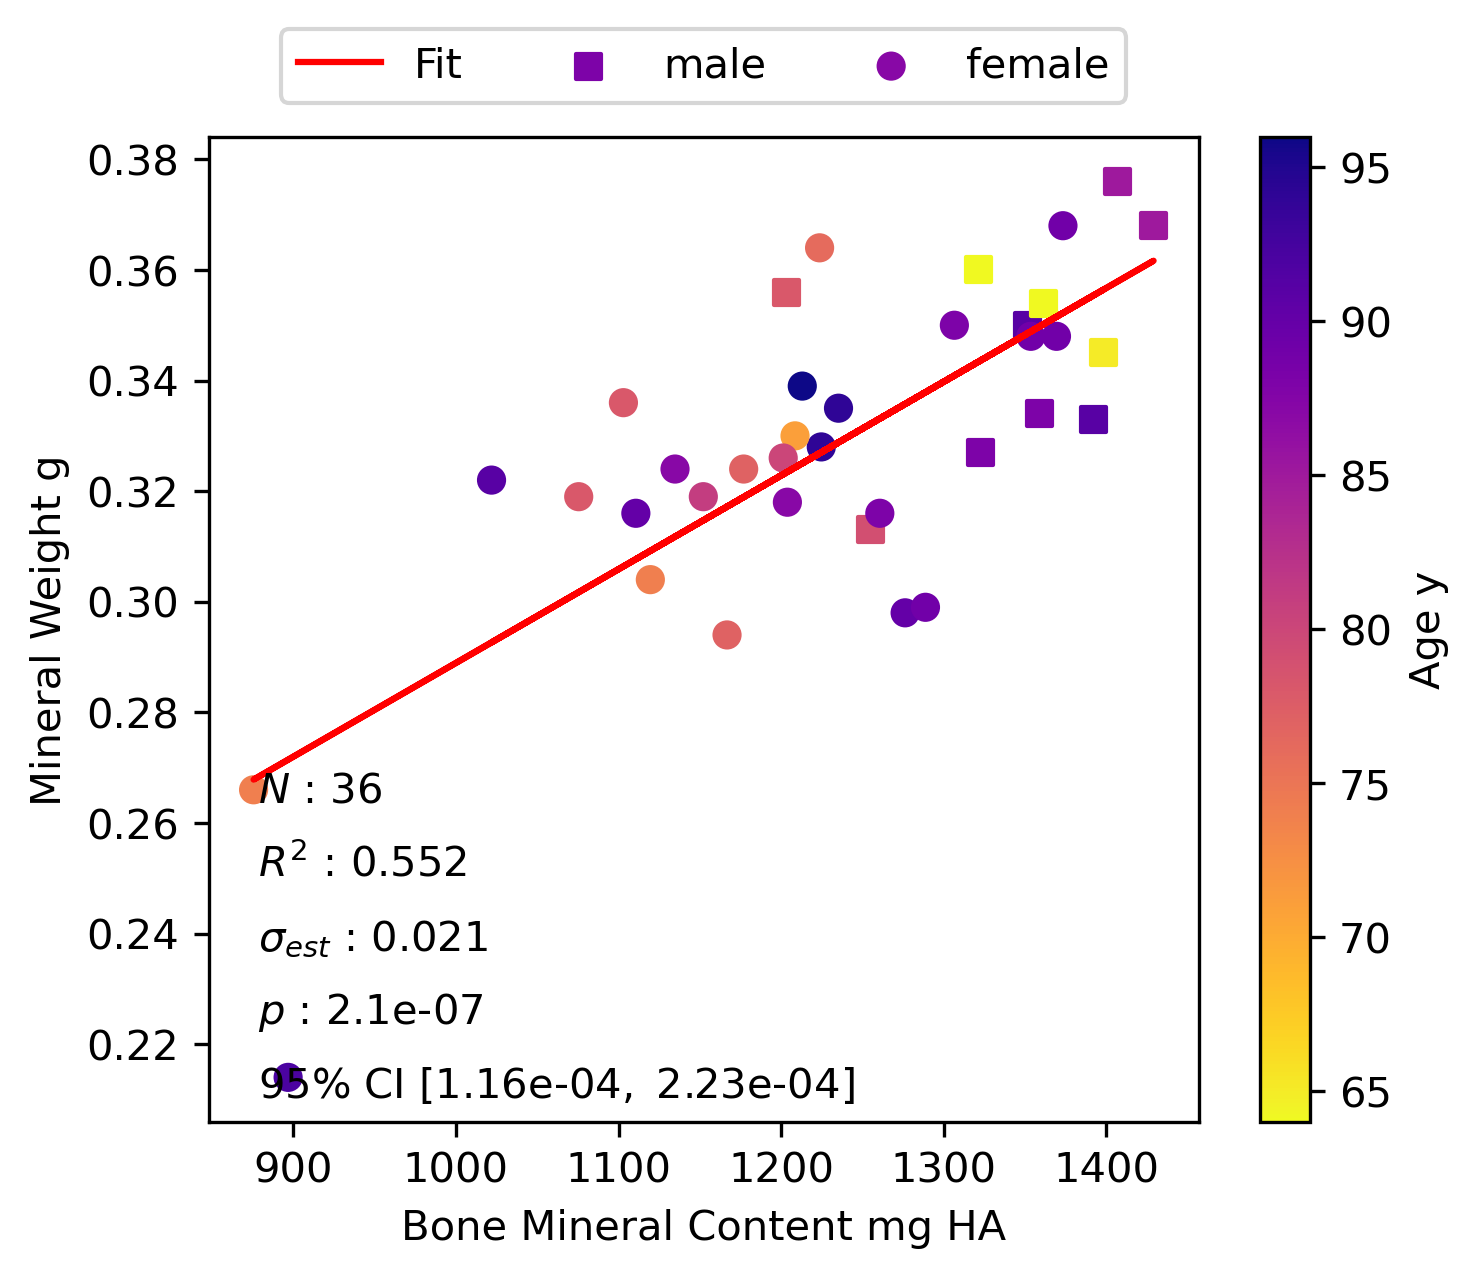 Fit male female
0.38
0.36
0.34
0.32
0.30
0.28
0.26
0.24
0.22
Mineral Weight g
N : 36
R² : 0.552
σest : 0.021
p : 2.1e-07
95% CI [1.16e-04, 2.23e-04]
900 1000 1100 1200 1300 1400
Bone Mineral Content mg HA
95
90
85
80
75
70
65
Age y